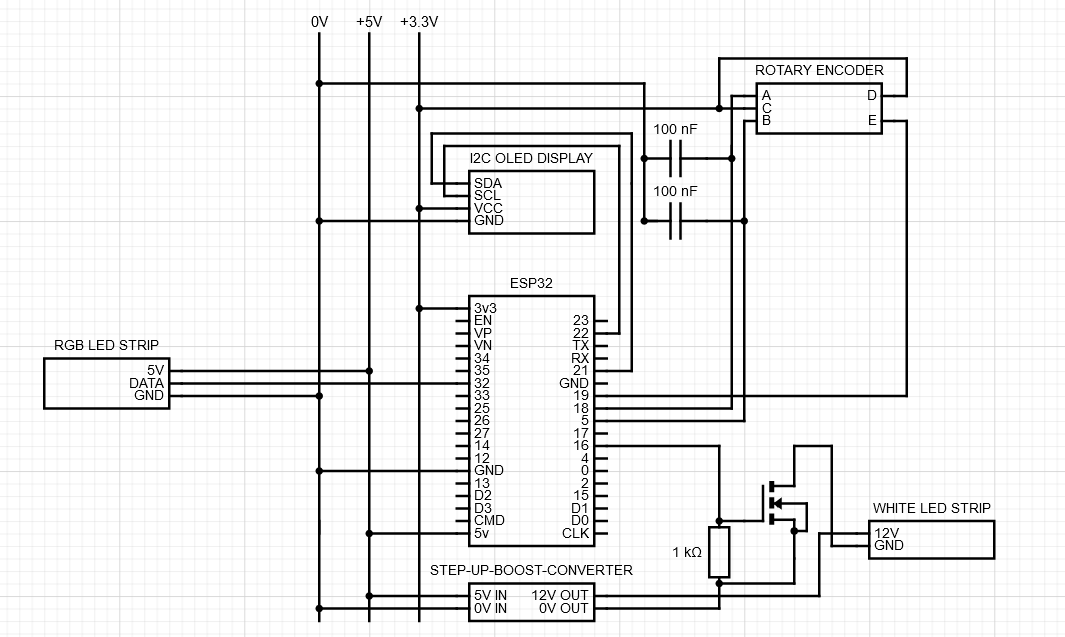 0V +5V +3.3V
ROTARY ENCODER
A D
C
B E
100 nF
100 nF
I2C OLED DISPLAY
SDA
SCL
VCC
GND
ESP32
3v3
EN 23
VP 22
VN TX
34 RX
35 21
32 GND
33 19
25 18
26 5
27 17
14 16
12 4
GND 0
13 2
D2 15
D3 D1
CMD D0
5v CLK
RGB LED STRIP
5V
DATA
GND
WHITE LED STRIP
12V
GND
1 kΩ
STEP-UP-BOOST-CONVERTER
5V IN 12V OUT
0V IN 0V OUT